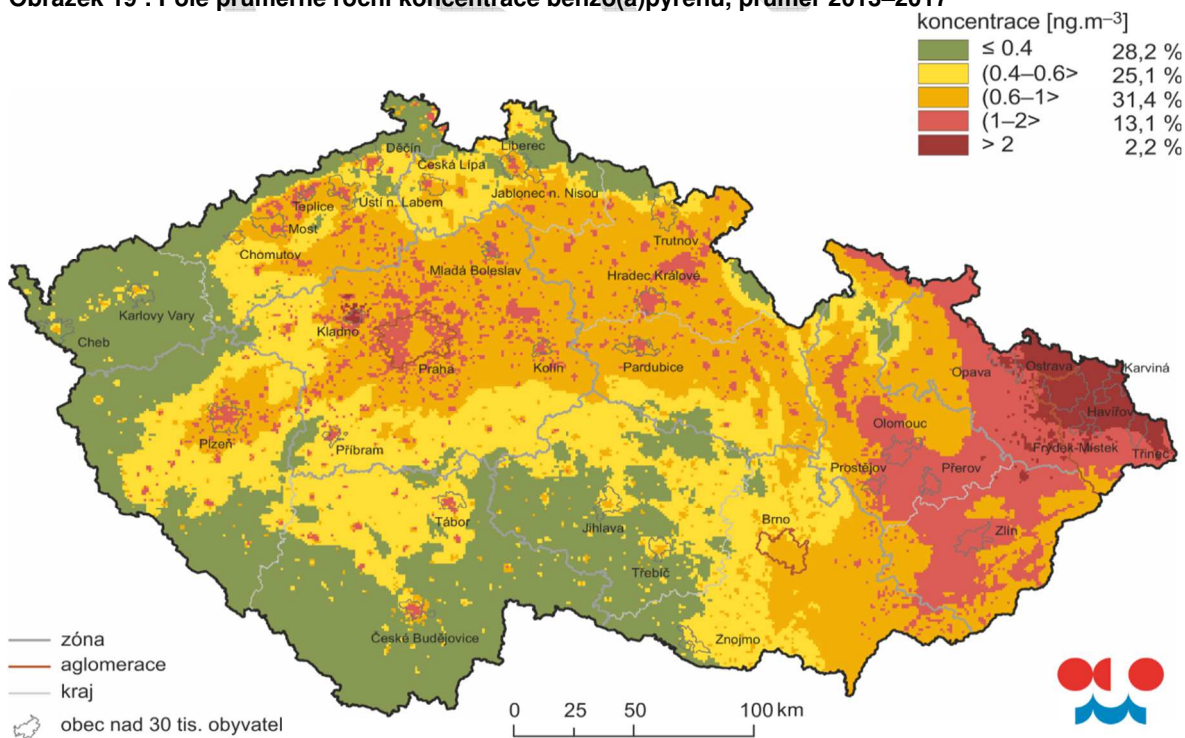 Obrázek 19 : Pole průměrné roční koncentrace benzo(a)pyrenu, průměr 2013–2017
koncentrace [ng.m–3]
≤ 0.4 28,2 %
(0.4–0.6> 25,1 %
(0.6–1> 31,4 %
(1–2> 13,1 %
> 2 2,2 %
Děčín
Liberec
Česká Lípa
Jablonec n. Nisou
Teplice
Ústí n. Labem
Most
Chomutov
Trutnov
Mladá Boleslav
Hradec Králové
Karlovy Vary
Kladno
Cheb
Praha
Kolín
Pardubice
Opava
Ostrava
Karviná
Havířov
Olomouc
Plzeň
Příbram
Frýdek-Místek
Třinec
Prostějov
Přerov
Tábor
Jihlava
Brno
Zlín
Třebíč
České Budějovice
Znojmo
zóna
aglomerace
kraj
obec nad 30 tis. obyvatel
0 25 50 100 km